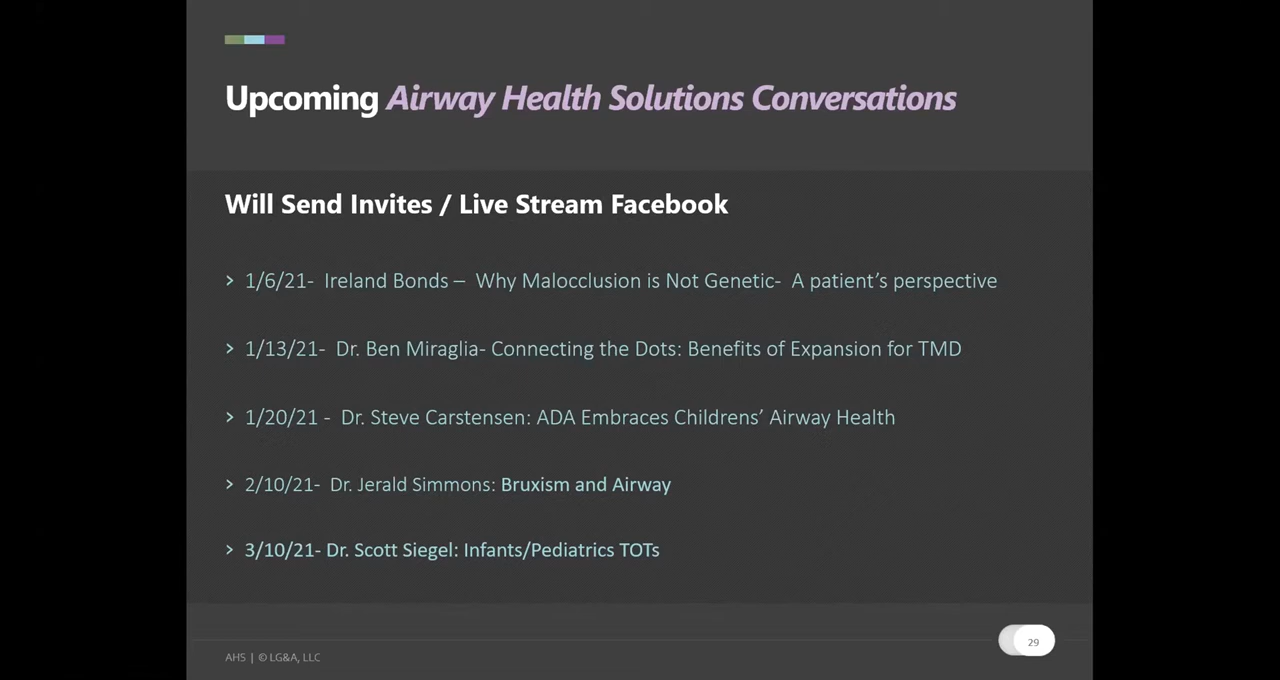 Upcoming Airway Health Solutions Conversations
Will Send Invites / Live Stream Facebook
> 1/6/21- Ireland Bonds – Why Malocclusion is Not Genetic- A patient's perspective
> 1/13/21- Dr. Ben Miraglia- Connecting the Dots: Benefits of Expansion for TMD
> 1/20/21 - Dr. Steve Carstensen: ADA Embraces Childrens' Airway Health
> 2/10/21- Dr. Jerald Simmons: Bruxism and Airway
> 3/10/21- Dr. Scott Siegel: Infants/Pediatrics TOTs
29
AHS | © LG&A, LLC